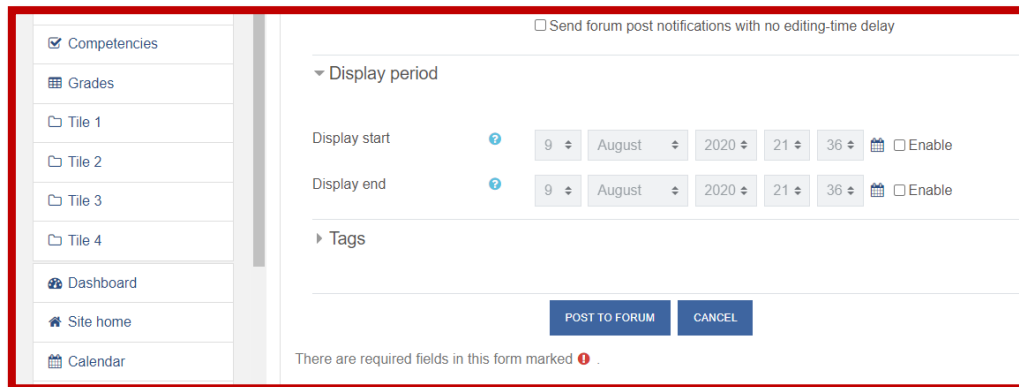 Competencies
Grades
Tile 1
Tile 2
Tile 3
Tile 4
Dashboard
Site home
Calendar
Send forum post notifications with no editing-time delay
Display period
Display start ? 9 August 2020 21 36 Enable
Display end ? 9 August 2020 21 36 Enable
Tags
POST TO FORUM CANCEL
There are required fields in this form marked ! .